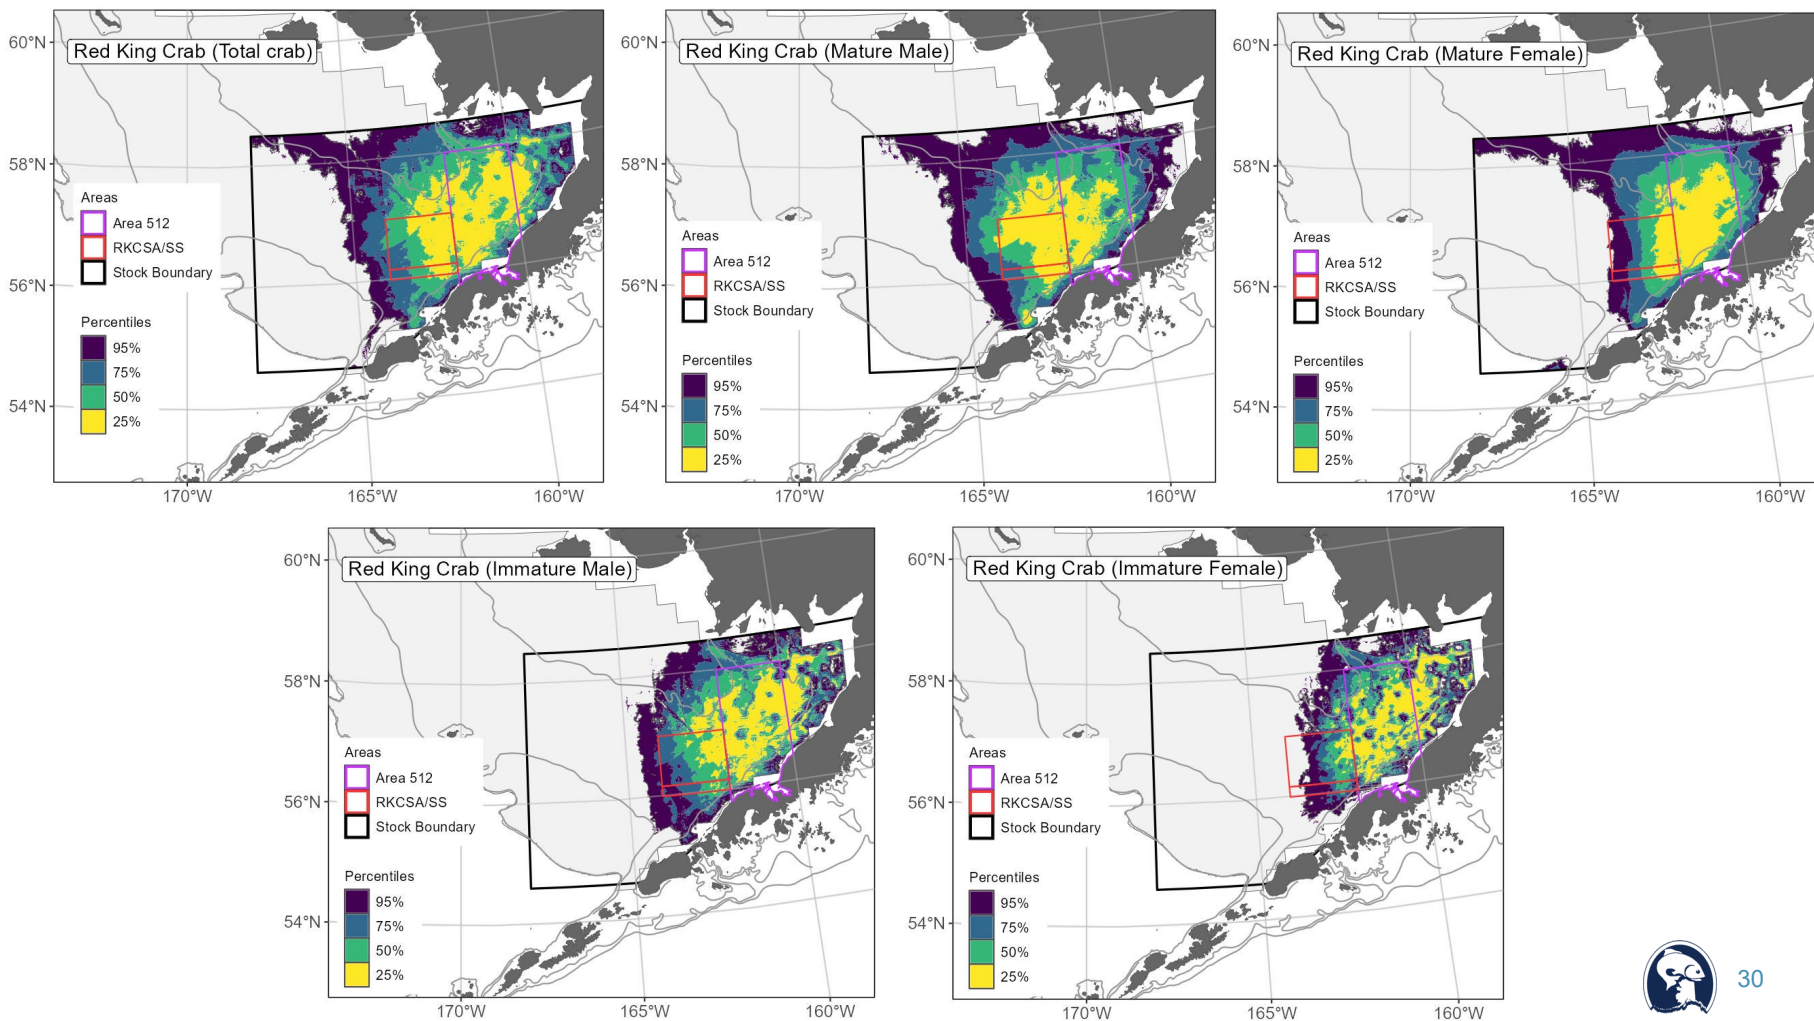 Red King Crab (Total crab)
60°N
58°N
56°N
54°N
170°W
165°W
160°W
Areas
Area 512
RKCSA/SS
Stock Boundary
Percentiles
95%
75%
50%
25%
Red King Crab (Mature Male)
60°N
58°N
56°N
54°N
170°W
165°W
160°W
Areas
Area 512
RKCSA/SS
Stock Boundary
Percentiles
95%
75%
50%
25%
Red King Crab (Mature Female)
60°N
58°N
56°N
54°N
170°W
165°W
160°W
Areas
Area 512
RKCSA/SS
Stock Boundary
Percentiles
95%
75%
50%
25%
Red King Crab (Immature Male)
60°N
58°N
56°N
54°N
170°W
165°W
160°W
Areas
Area 512
RKCSA/SS
Stock Boundary
Percentiles
95%
75%
50%
25%
Red King Crab (Immature Female)
60°N
58°N
56°N
54°N
170°W
165°W
160°W
Areas
Area 512
RKCSA/SS
Stock Boundary
Percentiles
95%
75%
50%
25%
30